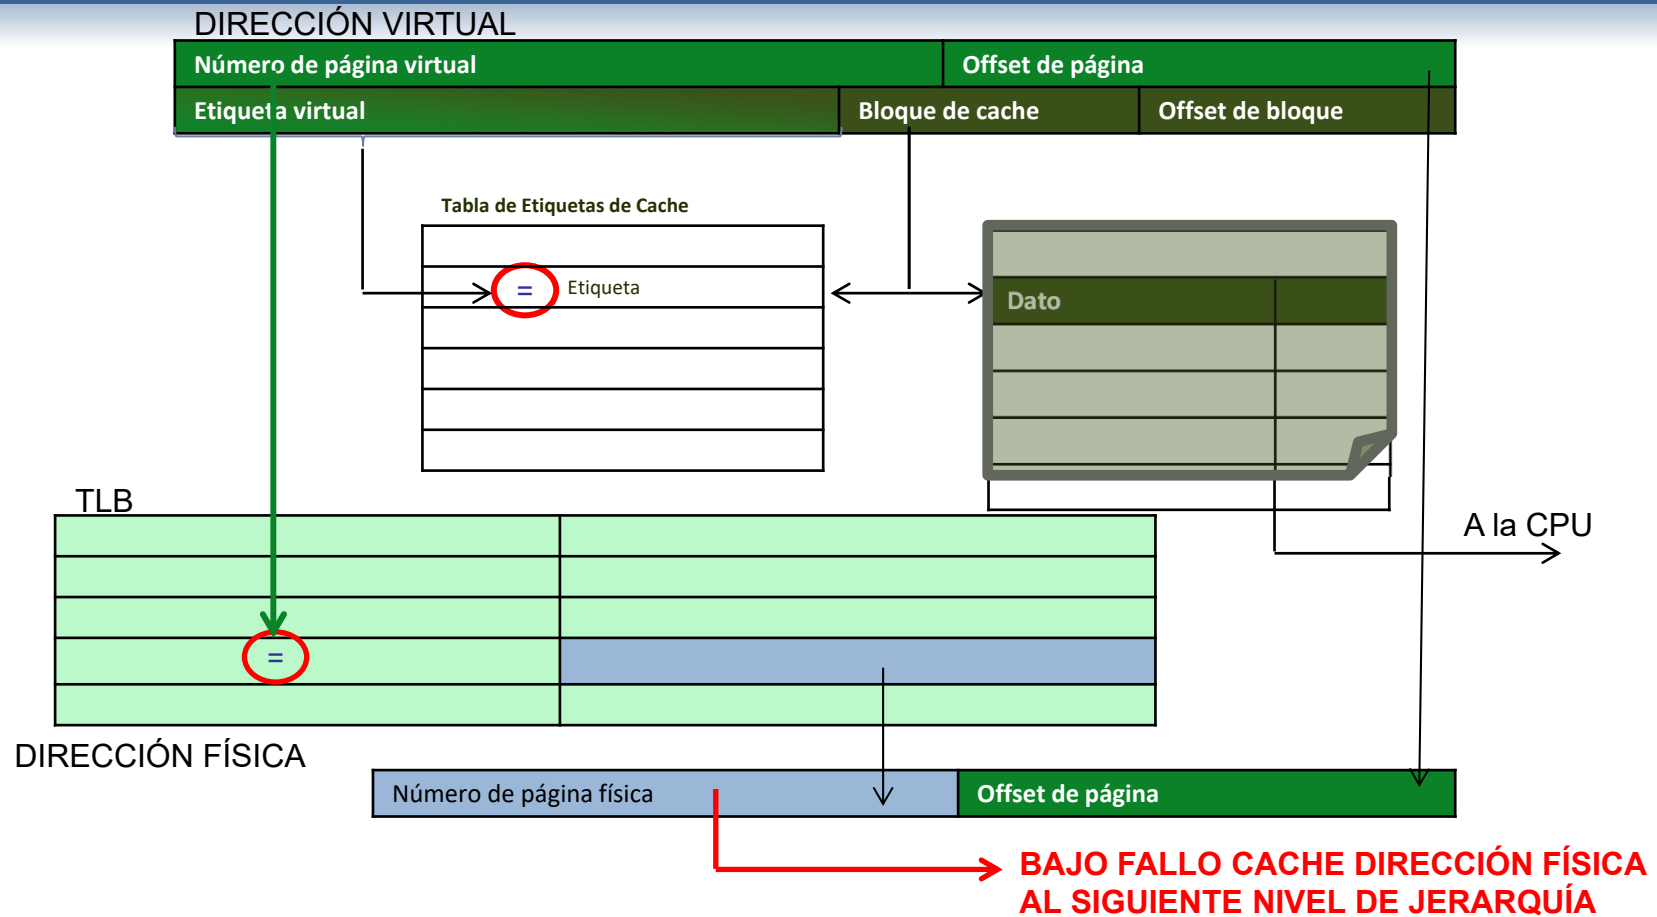 DIRECCIÓN VIRTUAL
Número de página virtual
Offset de página
Etiqueta virtual
Bloque de cache
Offset de bloque
Tabla de Etiquetas de Cache
= Etiqueta
Dato
TLB
A la CPU
=
DIRECCIÓN FÍSICA
Número de página física
Offset de página
BAJO FALLO CACHE DIRECCIÓN FÍSICA
AL SIGUIENTE NIVEL DE JERARQUÍA